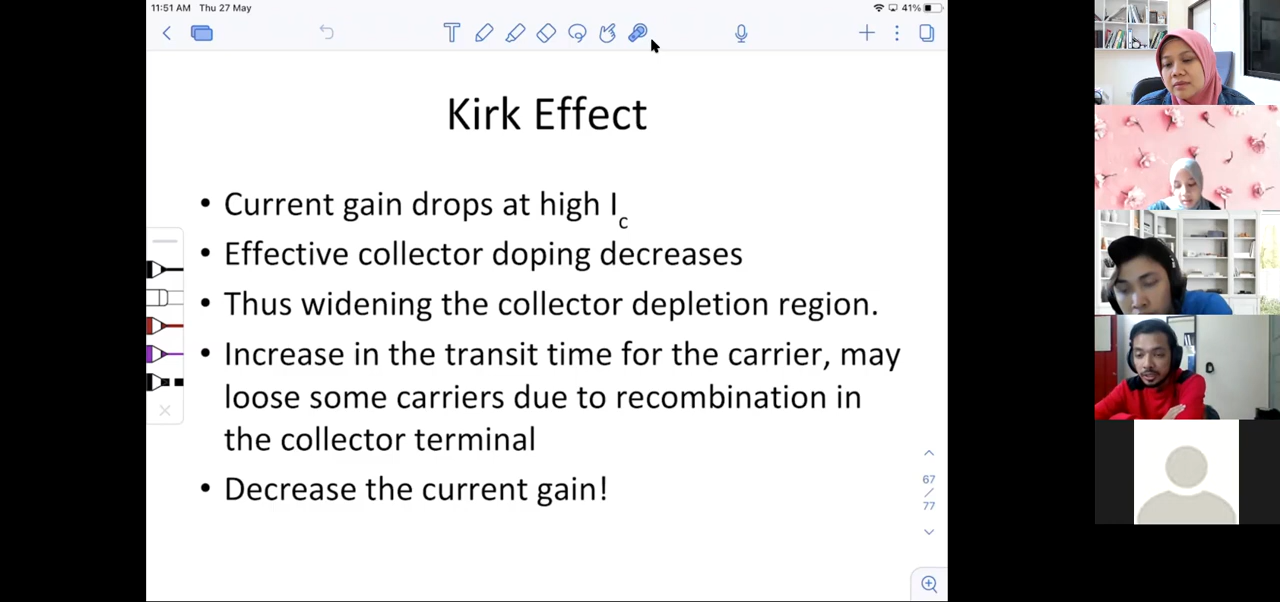 11:51 AM Thu 27 May
41%
T
Kirk Effect
• Current gain drops at high Ic
• Effective collector doping decreases
• Thus widening the collector depletion region.
• Increase in the transit time for the carrier, may
loose some carriers due to recombination in
the collector terminal
• Decrease the current gain!
67
/
77